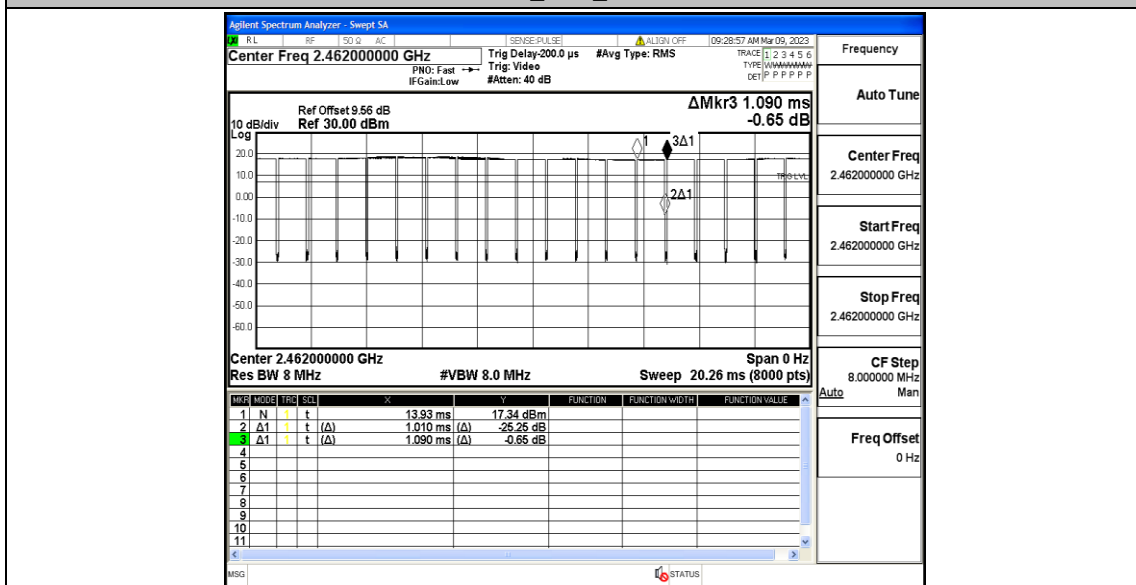 Agilent Spectrum Analyzer - Swept SA
RL RF 50 Ω AC SENSE:PULSE ALIGN OFF 09:28:57 AM Mar 09, 2023
Center Freq 2.462000000 GHz
PNO: Fast
IFGain:Low
Trig Delay-200.0 µs
Trig: Video
#Atten: 40 dB
#Avg Type: RMS
TRACE 1 2 3 4 5 6
TYPE WWWWWW
DET P P P P P P
Ref Offset 9.56 dB
10 dB/div Ref 30.00 dBm
Log
ΔMkr3 1.090 ms
-0.65 dB
20.0
10.0
0.00
-10.0
-20.0
-30.0
-40.0
-50.0
-60.0
1
3Δ1
2Δ1
TRIG LVL
Center 2.462000000 GHz Span 0 Hz
Res BW 8 MHz #VBW 8.0 MHz Sweep 20.26 ms (8000 pts)
MKR MODE TRC SCL X Y FUNCTION FUNCTION WIDTH FUNCTION VALUE
1 N 1 t 13.93 ms 17.34 dBm
2 Δ1 1 t (Δ) 1.010 ms (Δ) -25.25 dB
3 Δ1 1 t (Δ) 1.090 ms (Δ) -0.65 dB
4
5
6
7
8
9
10
11
MSG STATUS
Frequency
Auto Tune
Center Freq
2.462000000 GHz
Start Freq
2.462000000 GHz
Stop Freq
2.462000000 GHz
CF Step
8.000000 MHz
Auto Man
Freq Offset
0 Hz